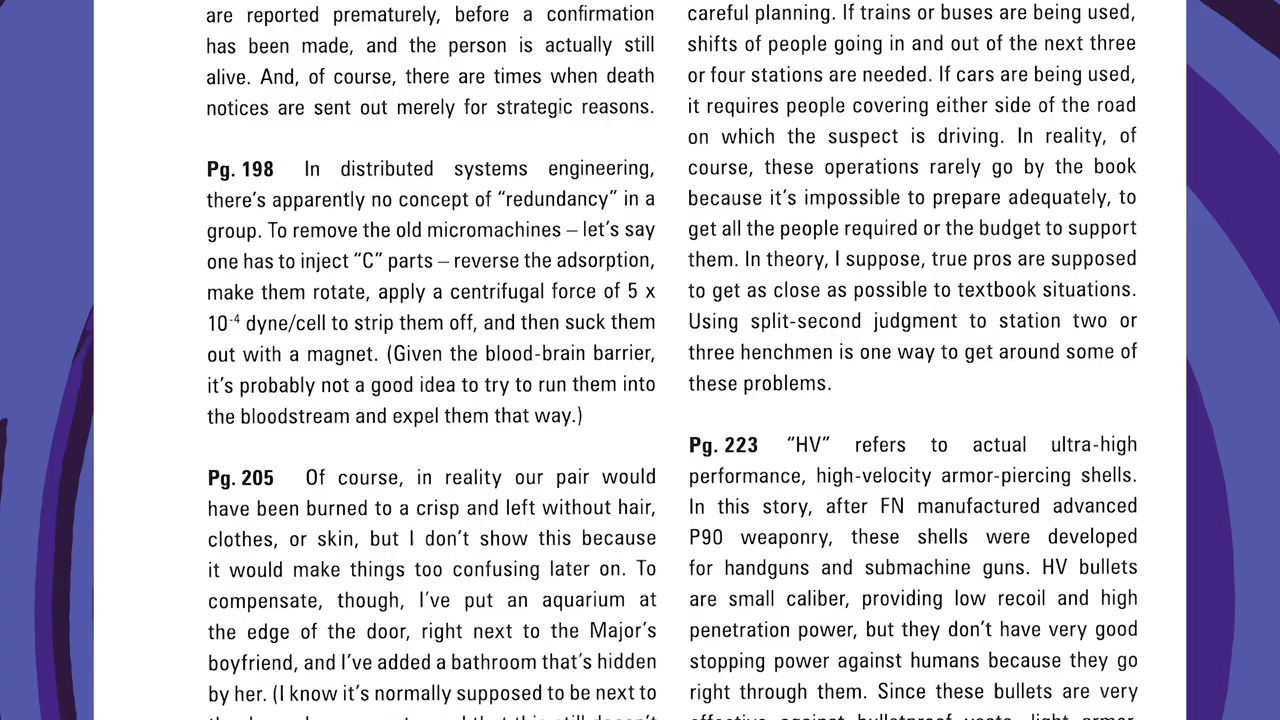 are reported prematurely, before a confirmation
has been made, and the person is actually still
alive. And, of course, there are times when death
notices are sent out merely for strategic reasons.
Pg. 198 In distributed systems engineering,
there's apparently no concept of “redundancy” in a
group. To remove the old micromachines – let's say
one has to inject “C” parts – reverse the adsorption,
make them rotate, apply a centrifugal force of 5 x
10⁻⁴ dyne/cell to strip them off, and then suck them
out with a magnet. (Given the blood-brain barrier,
it's probably not a good idea to try to run them into
the bloodstream and expel them that way.)
Pg. 205 Of course, in reality our pair would
have been burned to a crisp and left without hair,
clothes, or skin, but I don't show this because
it would make things too confusing later on. To
compensate, though, I've put an aquarium at
the edge of the door, right next to the Major's
boyfriend, and I've added a bathroom that's hidden
by her. (I know it's normally supposed to be next to
careful planning. If trains or buses are being used,
shifts of people going in and out of the next three
or four stations are needed. If cars are being used,
it requires people covering either side of the road
on which the suspect is driving. In reality, of
course, these operations rarely go by the book
because it's impossible to prepare adequately, to
get all the people required or the budget to support
them. In theory, I suppose, true pros are supposed
to get as close as possible to textbook situations.
Using split-second judgment to station two or
three henchmen is one way to get around some of
these problems.
Pg. 223 “HV” refers to actual ultra-high
performance, high-velocity armor-piercing shells.
In this story, after FN manufactured advanced
P90 weaponry, these shells were developed
for handguns and submachine guns. HV bullets
are small caliber, providing low recoil and high
penetration power, but they don't have very good
stopping power against humans because they go
right through them. Since these bullets are very